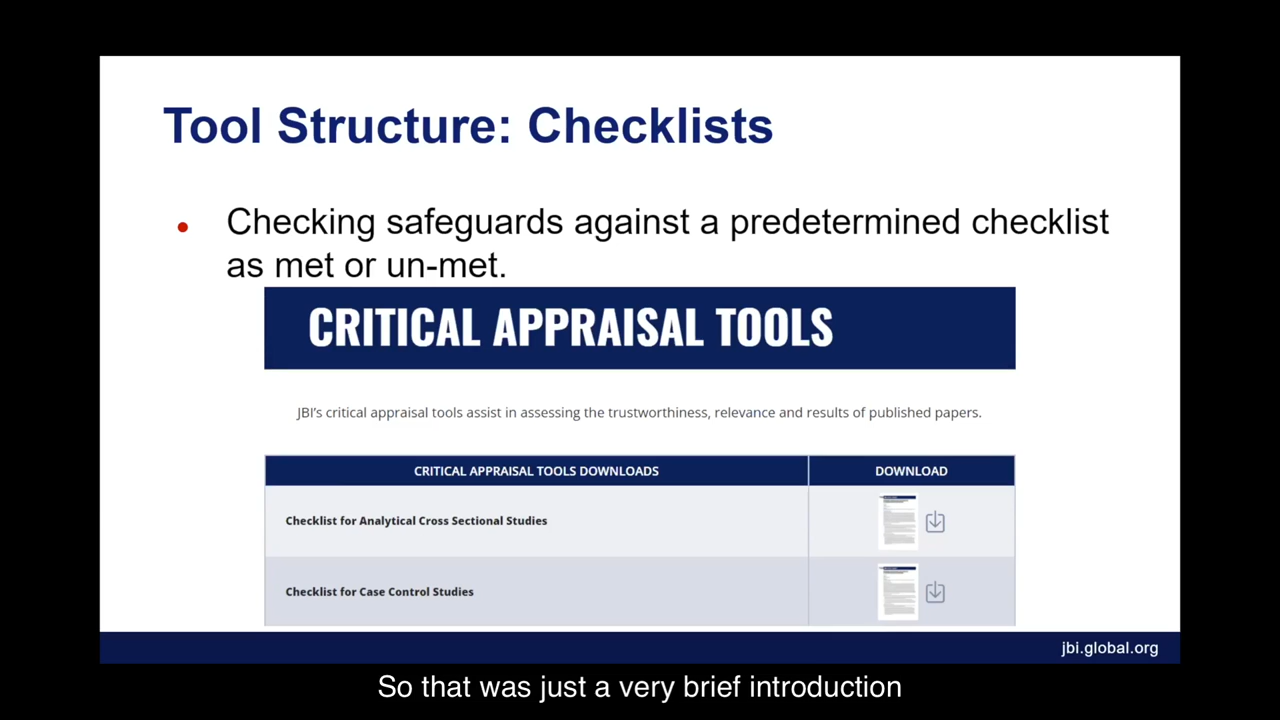 Tool Structure: Checklists
• Checking safeguards against a predetermined checklist
as met or un-met.
CRITICAL APPRAISAL TOOLS
JBI's critical appraisal tools assist in assessing the trustworthiness, relevance and results of published papers.
CRITICAL APPRAISAL TOOLS DOWNLOADS DOWNLOAD
Checklist for Analytical Cross Sectional Studies
Checklist for Case Control Studies
jbi.global.org
So that was just a very brief introduction